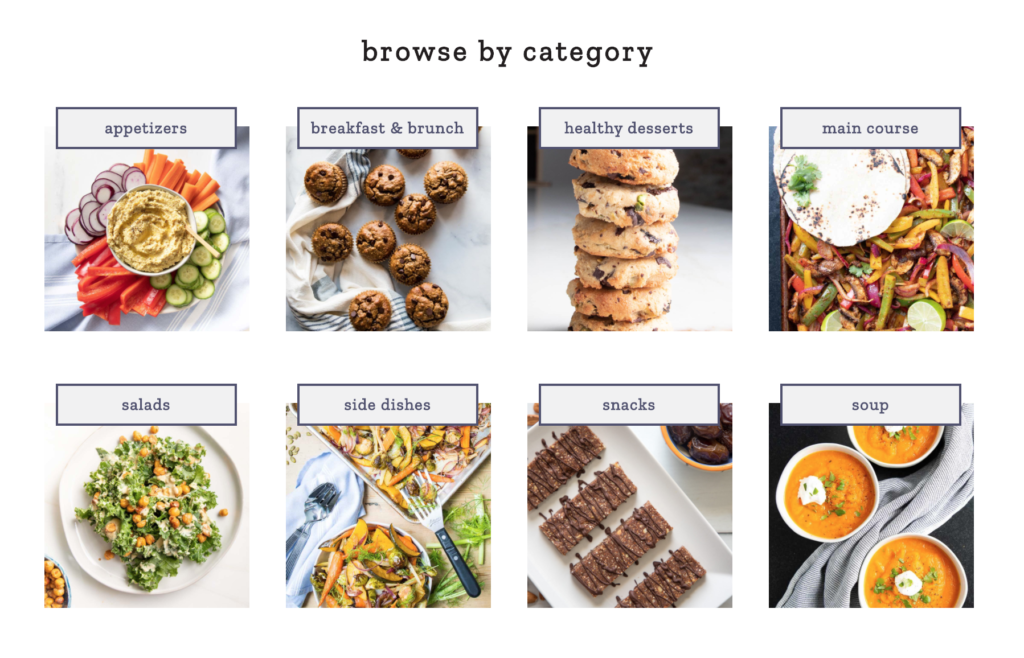 browse by category
appetizers
breakfast & brunch
healthy desserts
main course
salads
side dishes
snacks
soup